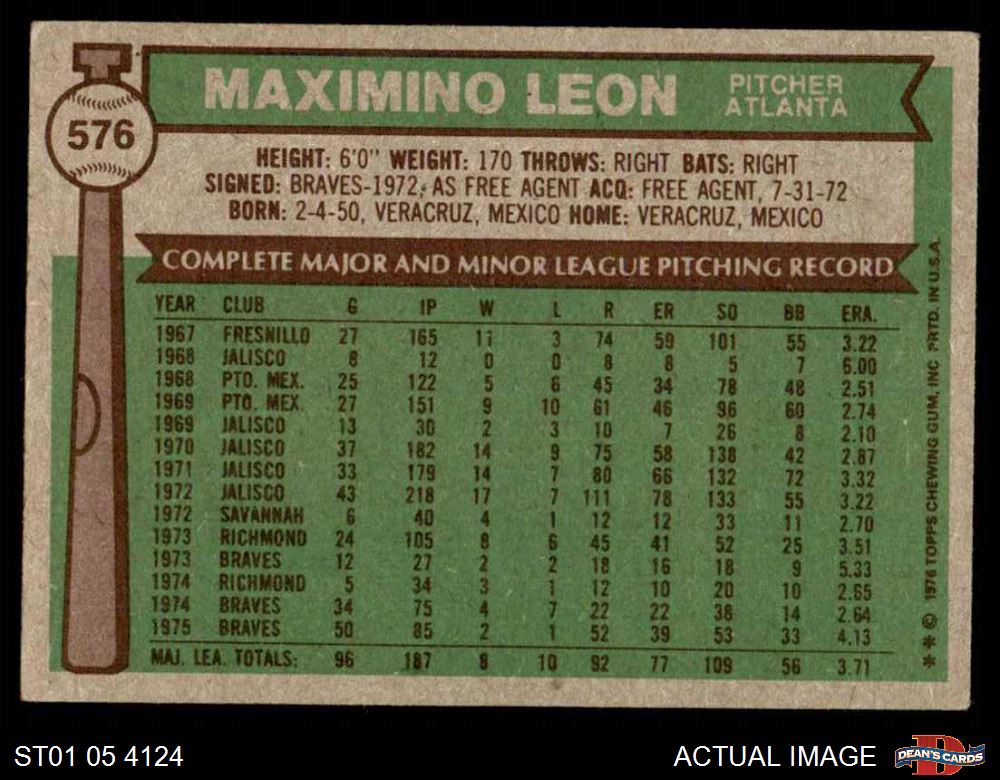 576
MAXIMINO LEON
PITCHER
ATLANTA
HEIGHT: 6'0" WEIGHT: 170 THROWS: RIGHT BATS: RIGHT
SIGNED: BRAVES-1972, AS FREE AGENT ACQ: FREE AGENT, 7-31-72
BORN: 2-4-50, VERACRUZ, MEXICO HOME: VERACRUZ, MEXICO
COMPLETE MAJOR AND MINOR LEAGUE PITCHING RECORD
YEAR CLUB G IP W L R ER SO BB ERA.
1967 FRESNILLO 27 165 11 3 74 59 101 55 3.22
1968 JALISCO 8 12 0 0 8 8 5 7 6.00
1968 PTO. MEX. 25 122 5 6 45 34 78 48 2.51
1969 PTO. MEX. 27 151 9 10 61 46 96 60 2.74
1969 JALISCO 13 30 2 3 10 7 26 8 2.10
1970 JALISCO 37 182 14 9 75 58 138 42 2.87
1971 JALISCO 33 179 14 7 80 66 132 72 3.32
1972 JALISCO 43 218 17 7 111 78 133 55 3.22
1972 SAVANNAH 6 40 4 1 12 12 33 11 2.70
1973 RICHMOND 24 105 8 6 45 41 52 25 3.51
1973 BRAVES 12 27 2 2 18 16 18 9 5.33
1974 RICHMOND 5 34 3 1 12 10 20 10 2.65
1974 BRAVES 34 75 4 7 22 22 38 14 2.64
1975 BRAVES 50 85 2 1 52 39 53 33 4.13
MAJ. LEA. TOTALS: 96 187 8 10 92 77 109 56 3.71
** © 1976 TOPPS CHEWING GUM, INC PRTD. IN U.S.A.
ST01 05 4124
ACTUAL IMAGE
DEAN'S CARDS